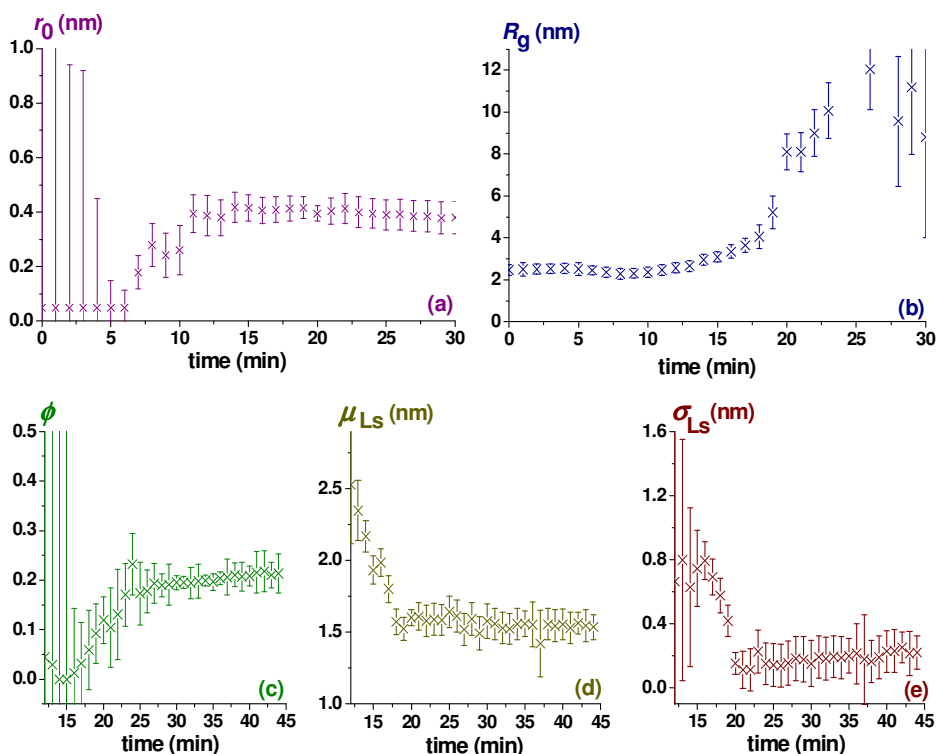 r0 (nm)
1.0
0.8
0.6
0.4
0.2
0.0
0 5 10 15 20 25 30
time (min)
(a)
Rg (nm)
12
10
8
6
4
2
0
0 5 10 15 20 25 30
time (min)
(b)
ϕ
0.5
0.4
0.3
0.2
0.1
0.0
15 20 25 30 35 40 45
time (min)
(c)
μLs (nm)
2.5
2.0
1.5
1.0
15 20 25 30 35 40 45
time (min)
(d)
σLs (nm)
1.6
1.2
0.8
0.4
0.0
15 20 25 30 35 40 45
time (min)
(e)